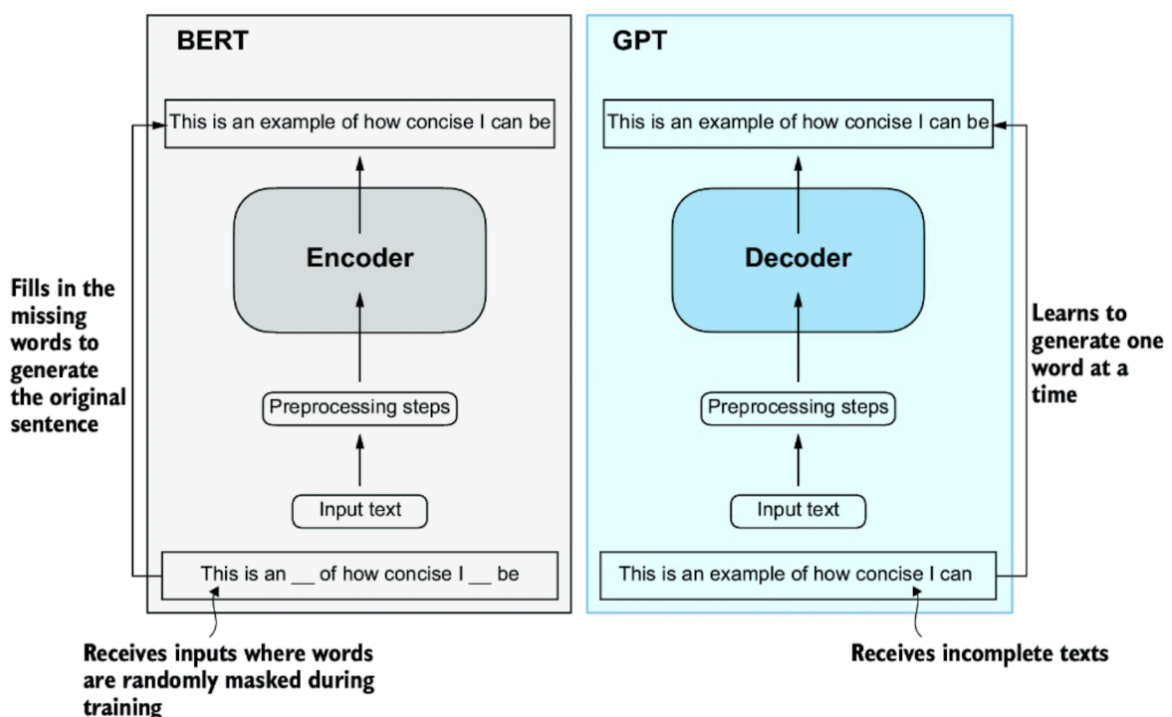 BERT
This is an example of how concise I can be
Encoder
Preprocessing steps
Input text
This is an __ of how concise I __ be
Fills in the
missing
words to
generate
the original
sentence
Receives inputs where words
are randomly masked during
training
GPT
This is an example of how concise I can be
Decoder
Preprocessing steps
Input text
This is an example of how concise I can
Learns to
generate one
word at a
time
Receives incomplete texts